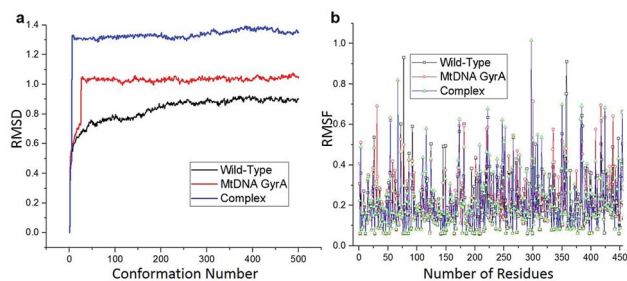 a
1.4
1.2
1.0
0.8
0.6
0.4
0.2
0.0
RMSD
0 100 200 300 400 500
Conformation Number
Wild-Type
MtDNA GyrA
Complex
b
1.0
0.8
0.6
0.4
0.2
0.0
RMSF
0 50 100 150 200 250 300 350 400 450
Number of Residues
Wild-Type
MtDNA GyrA
Complex